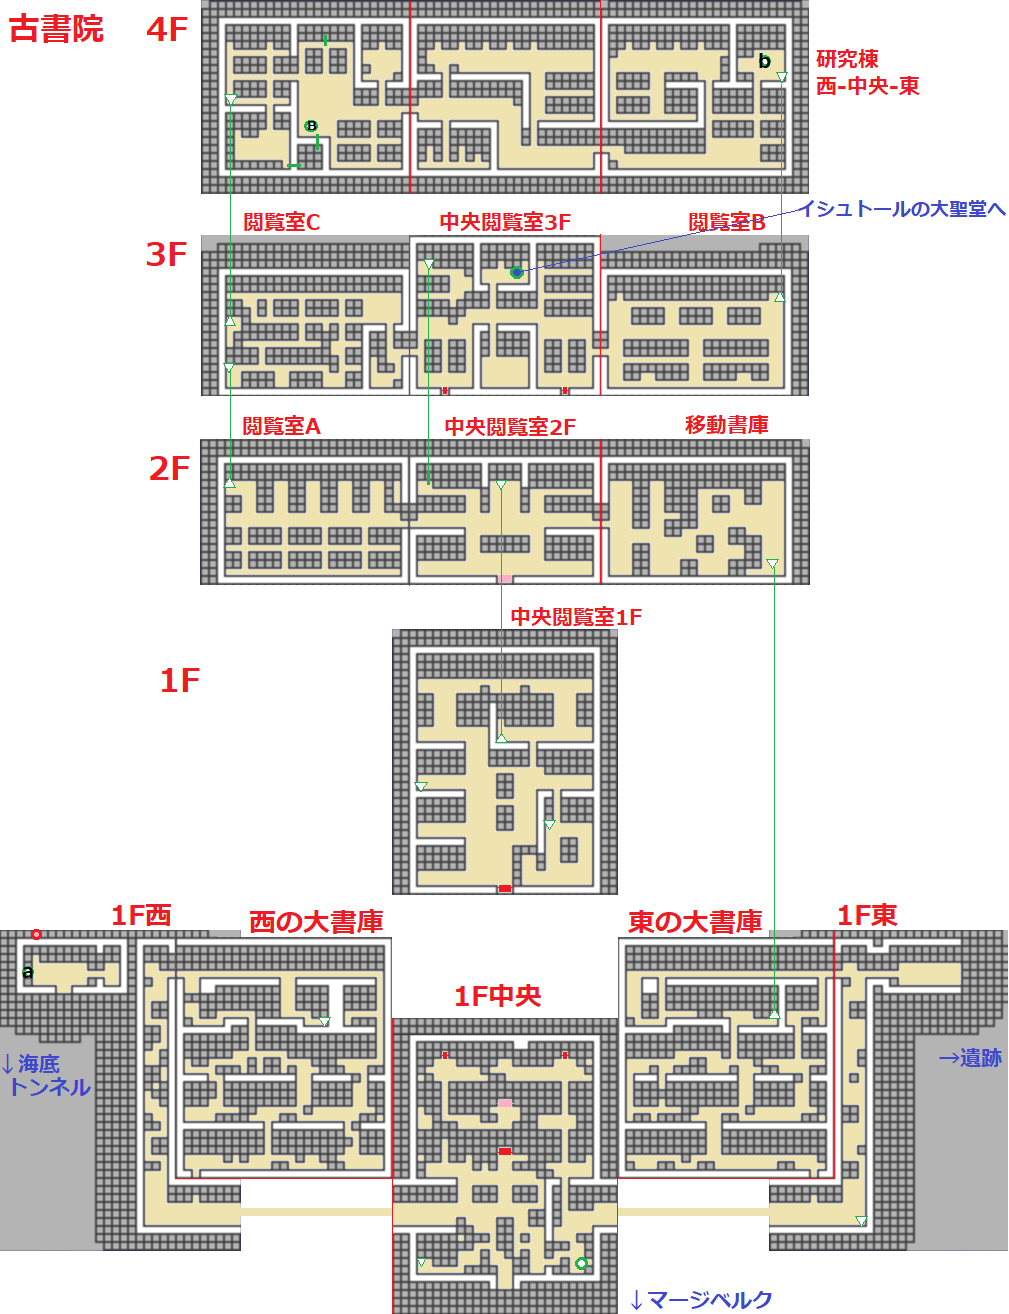 古書院 4F
B
b
研究棟
西-中央-東
イシュトールの大聖堂へ
3F
閲覧室C 中央閲覧室3F 閲覧室B
2F
閲覧室A 中央閲覧室2F 移動書庫
1F
中央閲覧室1F
1F西 西の大書庫 東の大書庫 1F東
a
1F中央
↓海底
トンネル
→遺跡
↓マージベルク